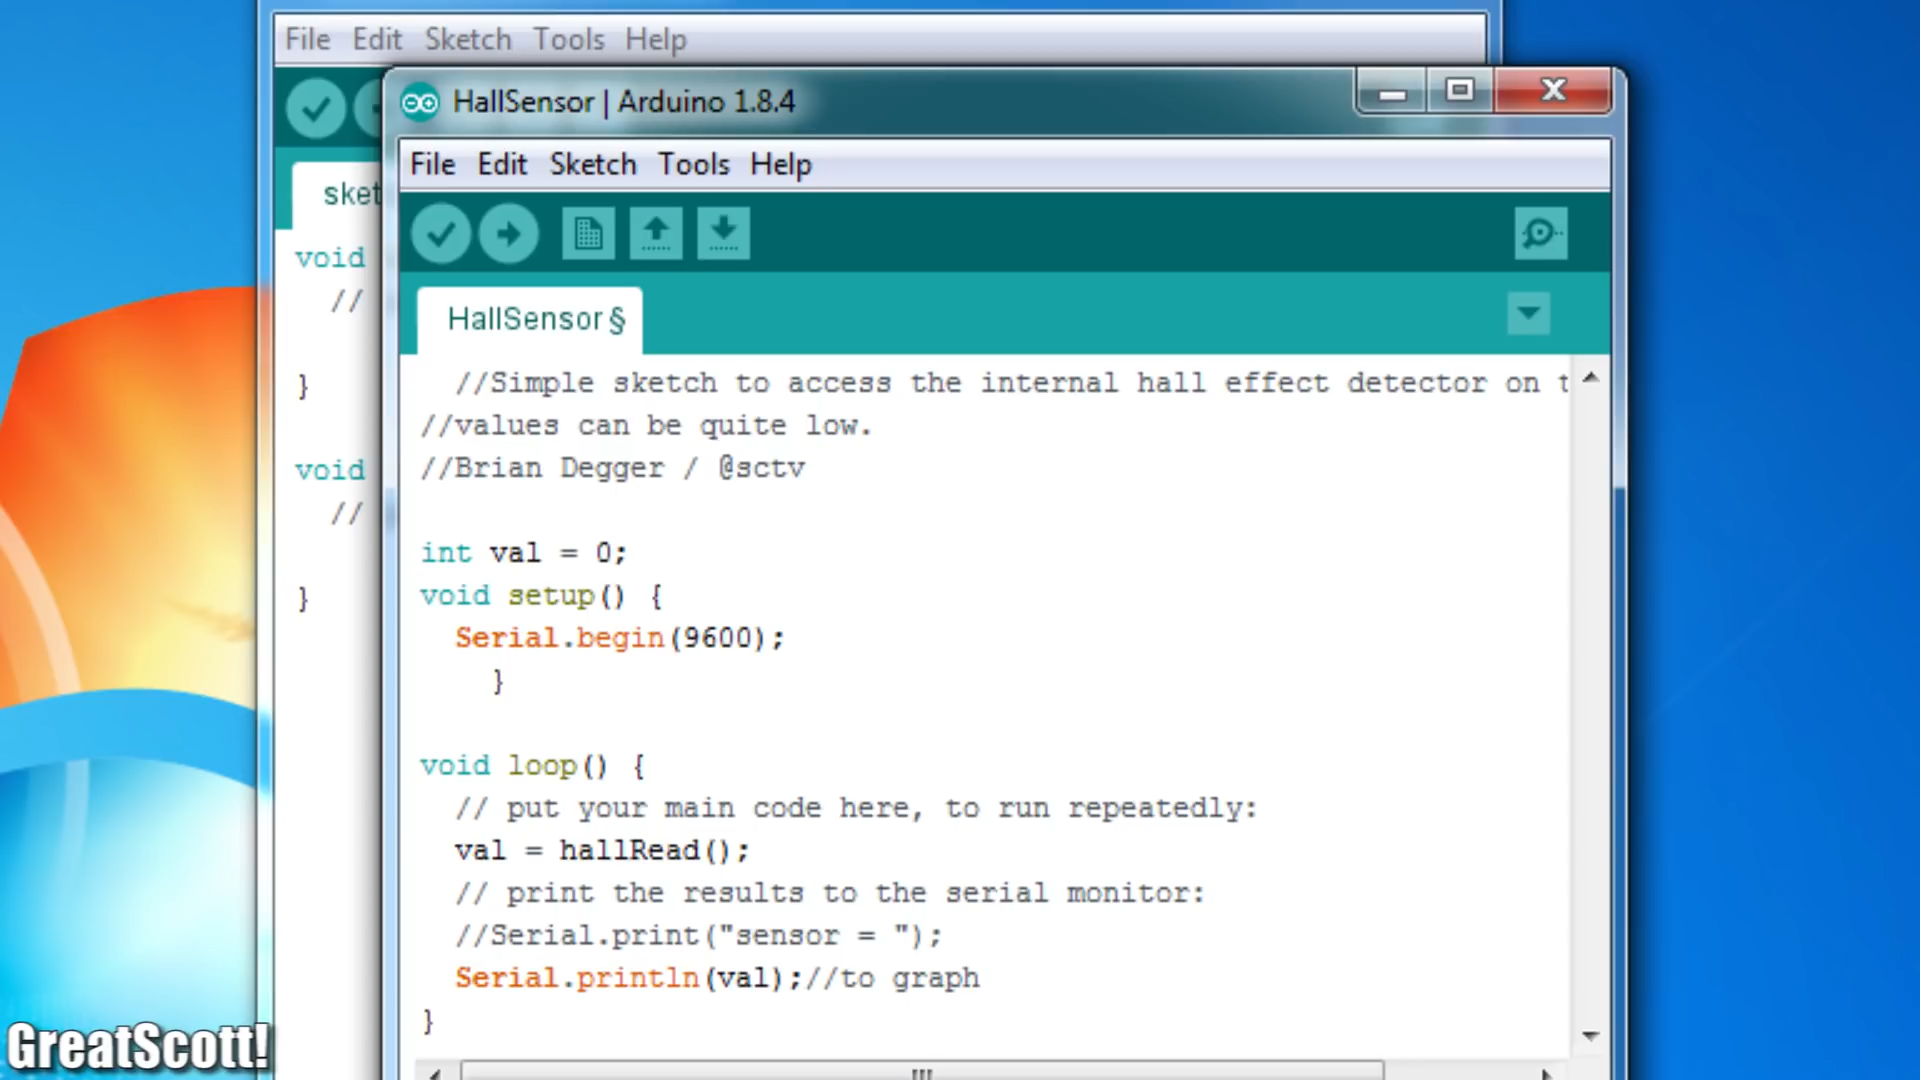 File Edit Sketch Tools Help
HallSensor | Arduino 1.8.4
File Edit Sketch Tools Help
sket
HallSensor §
void
//
}
void
//
}
//Simple sketch to access the internal hall effect detector on t
//values can be quite low.
//Brian Degger / @sctv
int val = 0;
void setup() {
Serial.begin(9600);
}
void loop() {
// put your main code here, to run repeatedly:
val = hallRead();
// print the results to the serial monitor:
//Serial.print("sensor = ");
Serial.println(val);//to graph
}
GreatScott!